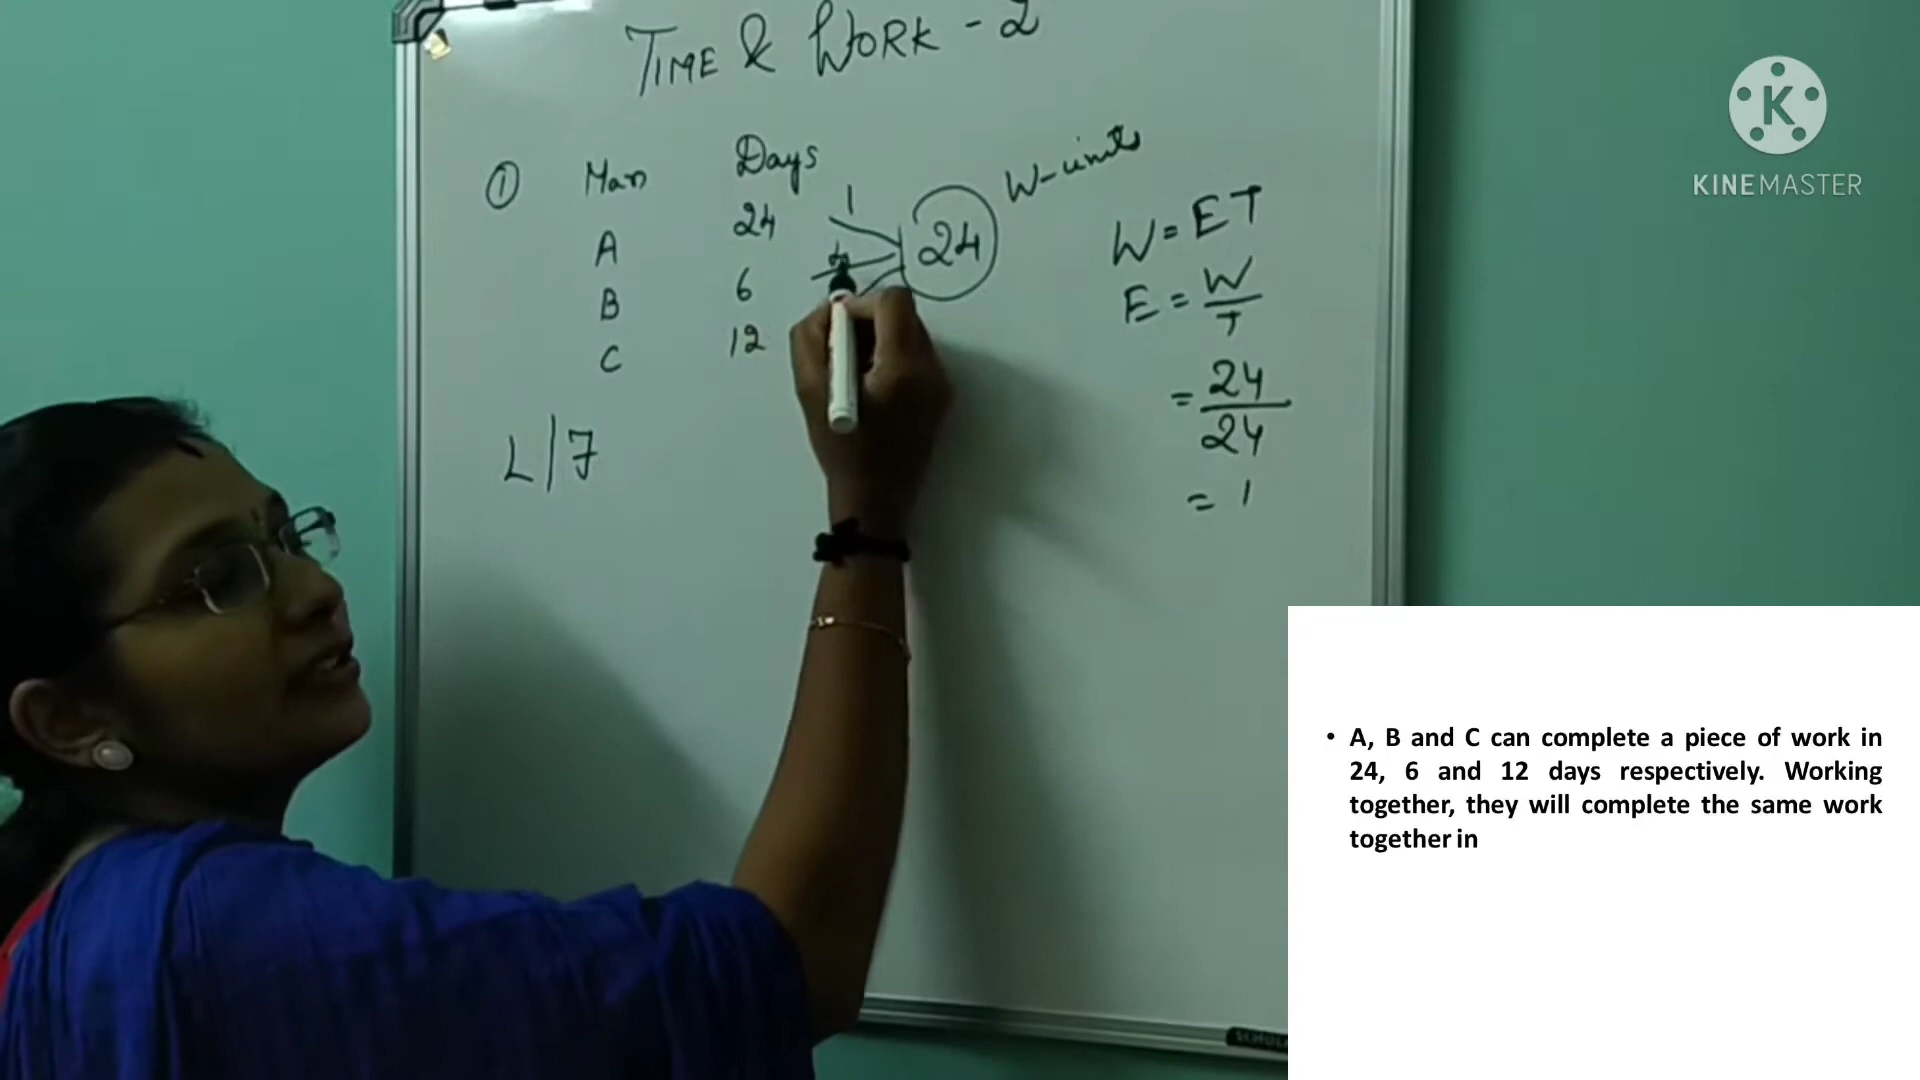 TIME & WORK - 2
① Man Days
A 24 1
B 6
C 12
24 W-units
L/7
W = ET
E = W/T
= 24/24
= 1
KINEMASTER
• A, B and C can complete a piece of work in
24, 6 and 12 days respectively. Working
together, they will complete the same work
together in